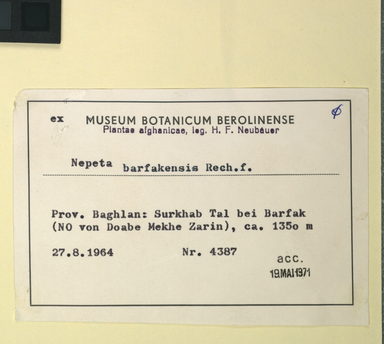 ex MUSEUM BOTANICUM BEROLINENSE
Plantae afghanicae, leg. H. F. Neubauer
Nepeta barfakensis Rech.f.
Prov. Baghlan: Surkhab Tal bei Barfak
(NO von Doabe Mekhe Zarin), ca. 135o m
27.8.1964 Nr. 4387
acc.
19.MAI 1971